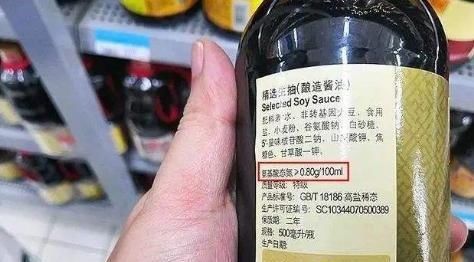 精选生抽(酿造酱油)
Selected Soy Sauce
配料表:水、非转基因大豆、食用
盐、小麦粉、谷氨酸钠、白砂糖、
5'-呈味核苷酸二钠、山梨酸钾、焦
糖色、甘草酸一钾、
氨基酸态氮≥0.80g/100ml
质量等级: 特级
产品标准号: GB/T 18186 高盐稀态
生产许可证编号: SC10344070500389
保质期: 二年
规格: 500毫升/瓶
生产日期